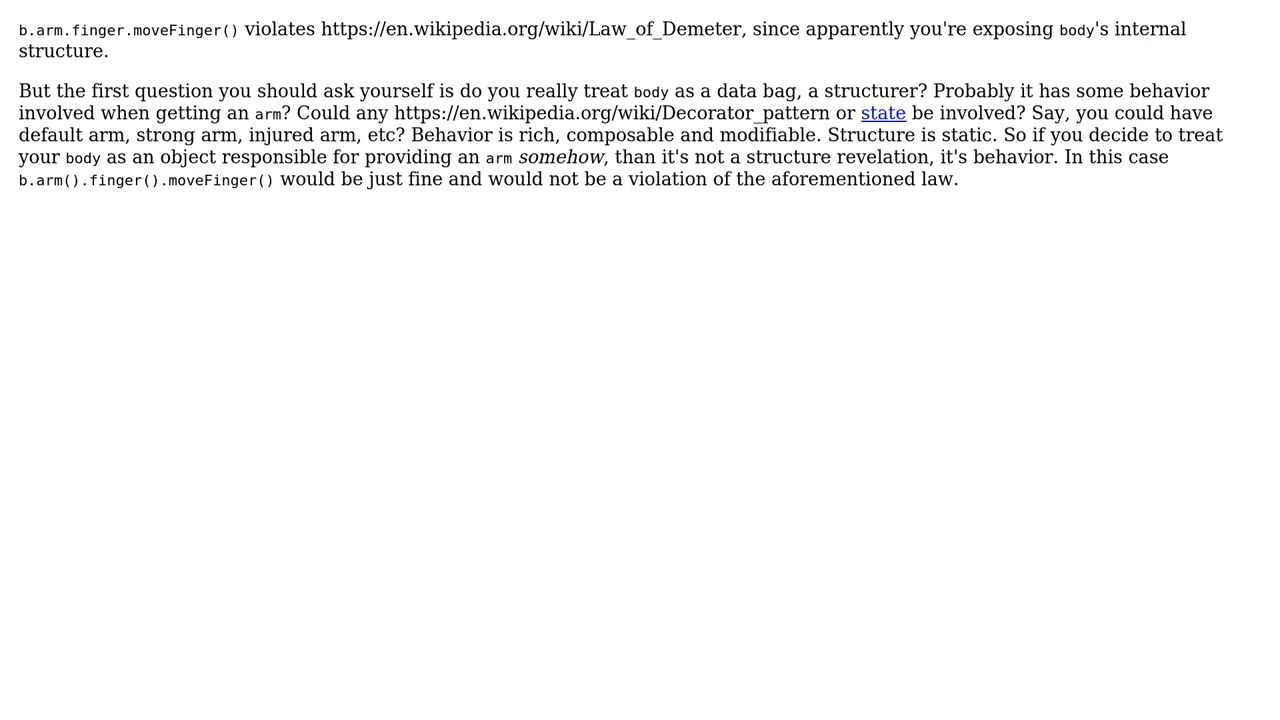 b.arm.finger.moveFinger() violates https://en.wikipedia.org/wiki/Law_of_Demeter, since apparently you're exposing body's internal
structure.
But the first question you should ask yourself is do you really treat body as a data bag, a structurer? Probably it has some behavior
involved when getting an arm? Could any https://en.wikipedia.org/wiki/Decorator_pattern or state be involved? Say, you could have
default arm, strong arm, injured arm, etc? Behavior is rich, composable and modifiable. Structure is static. So if you decide to treat
your body as an object responsible for providing an arm somehow, than it's not a structure revelation, it's behavior. In this case
b.arm().finger().moveFinger() would be just fine and would not be a violation of the aforementioned law.